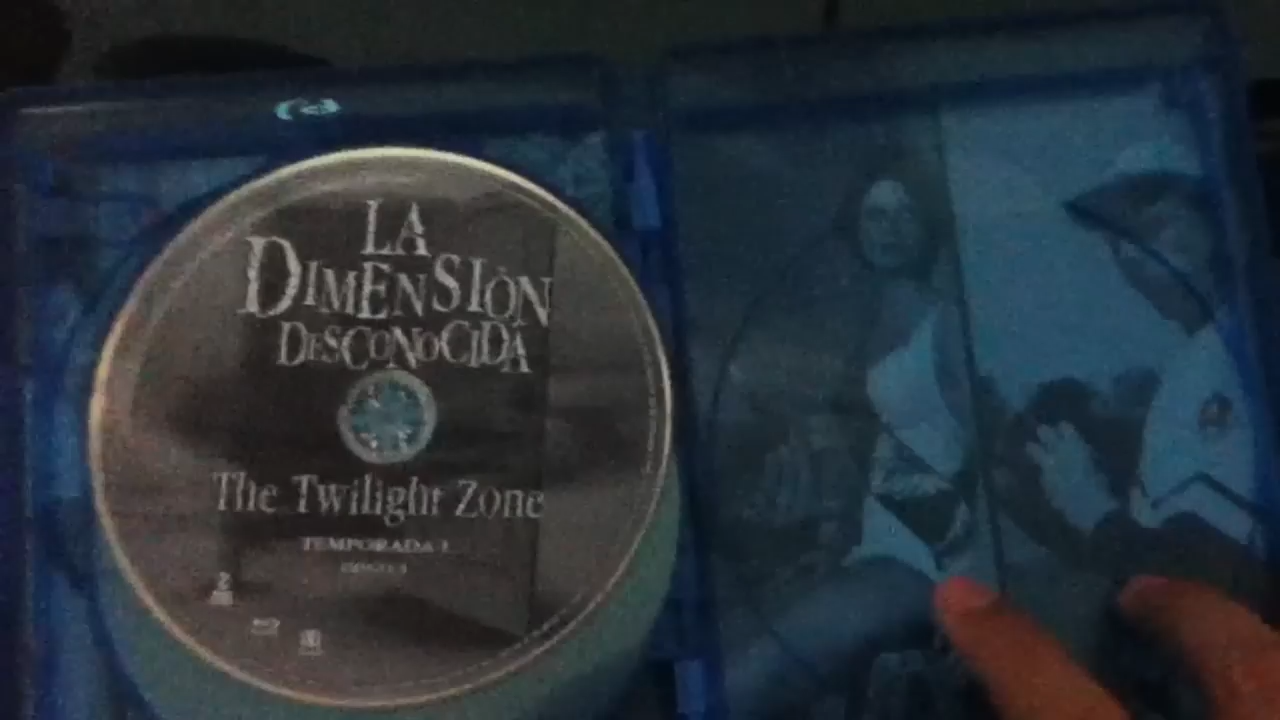 LA
DIMENSIÓN
DESCONOCIDA
The Twilight Zone
TEMPORADA 1